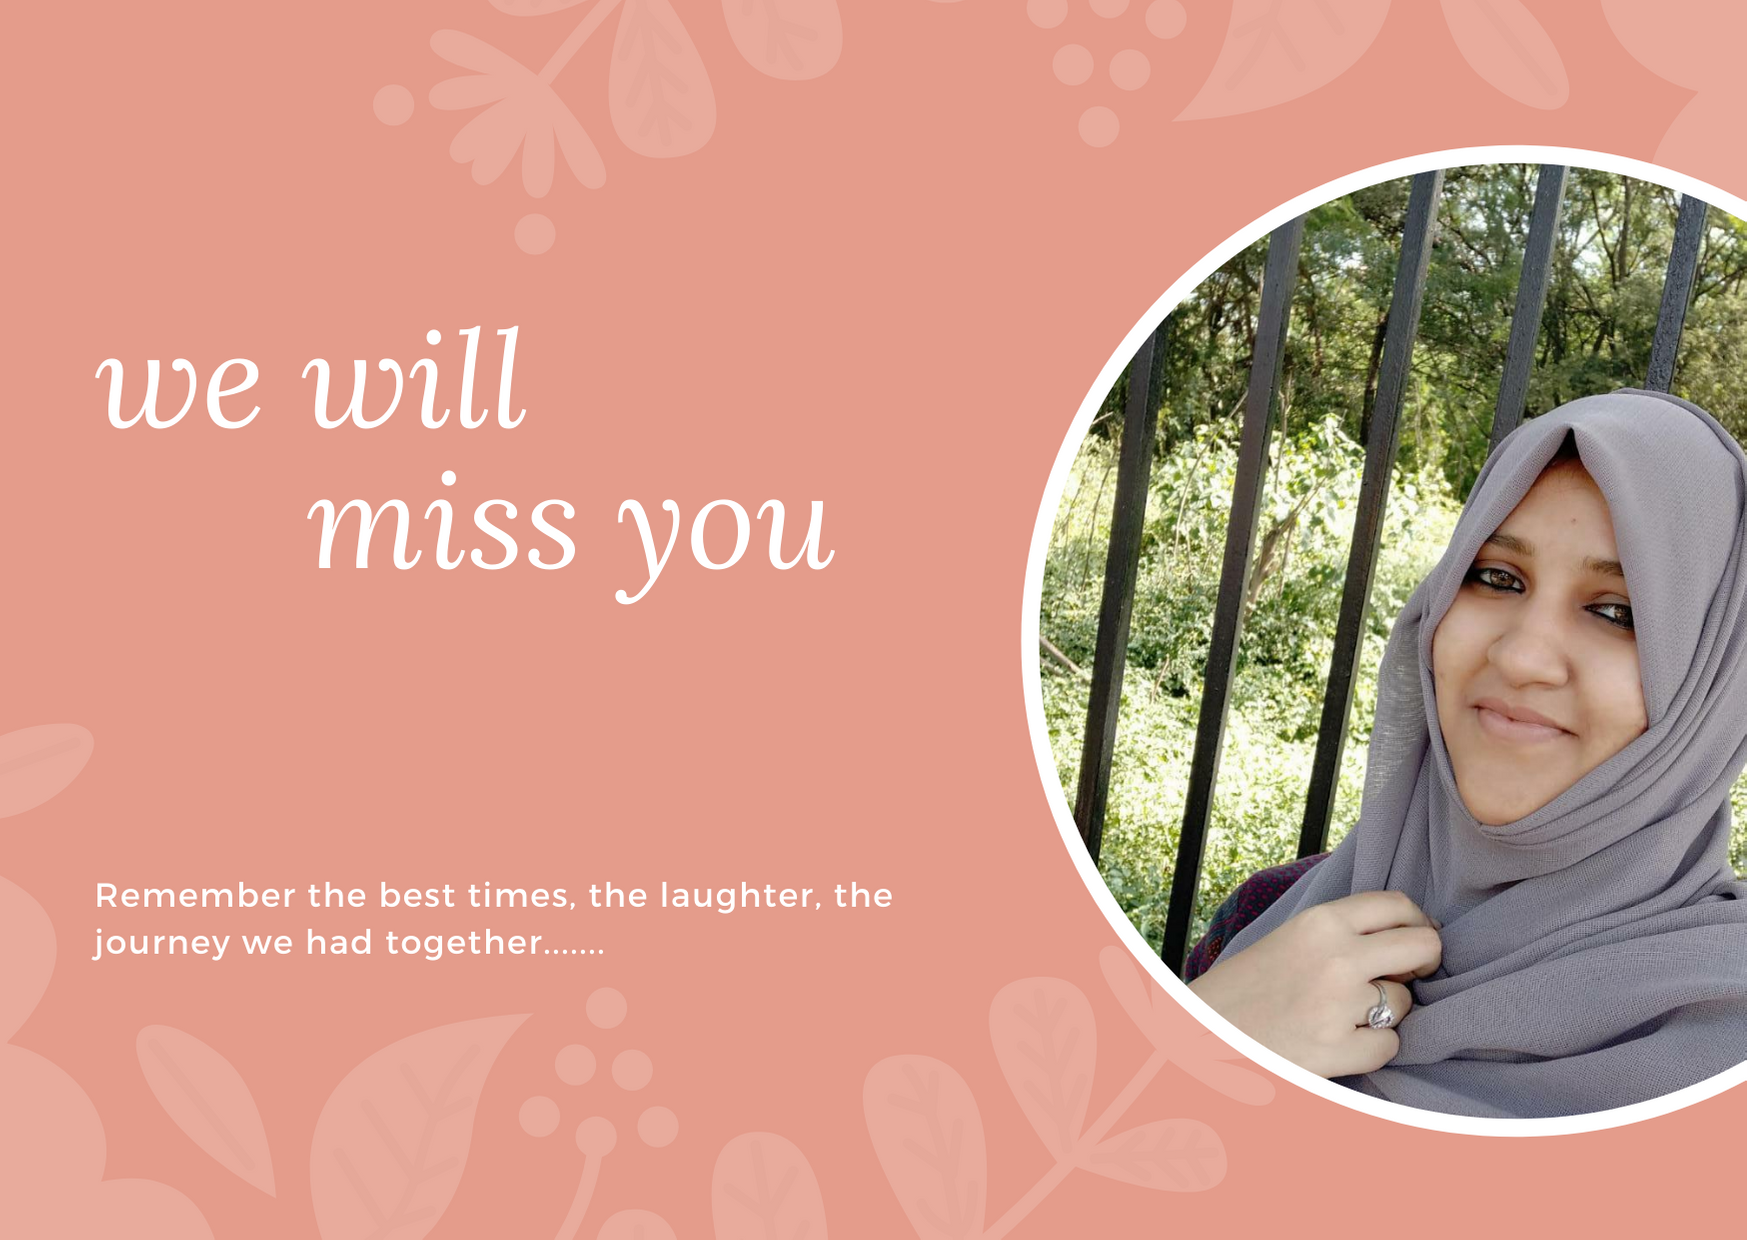 we will
miss you
Remember the best times, the laughter, the
journey we had together.......